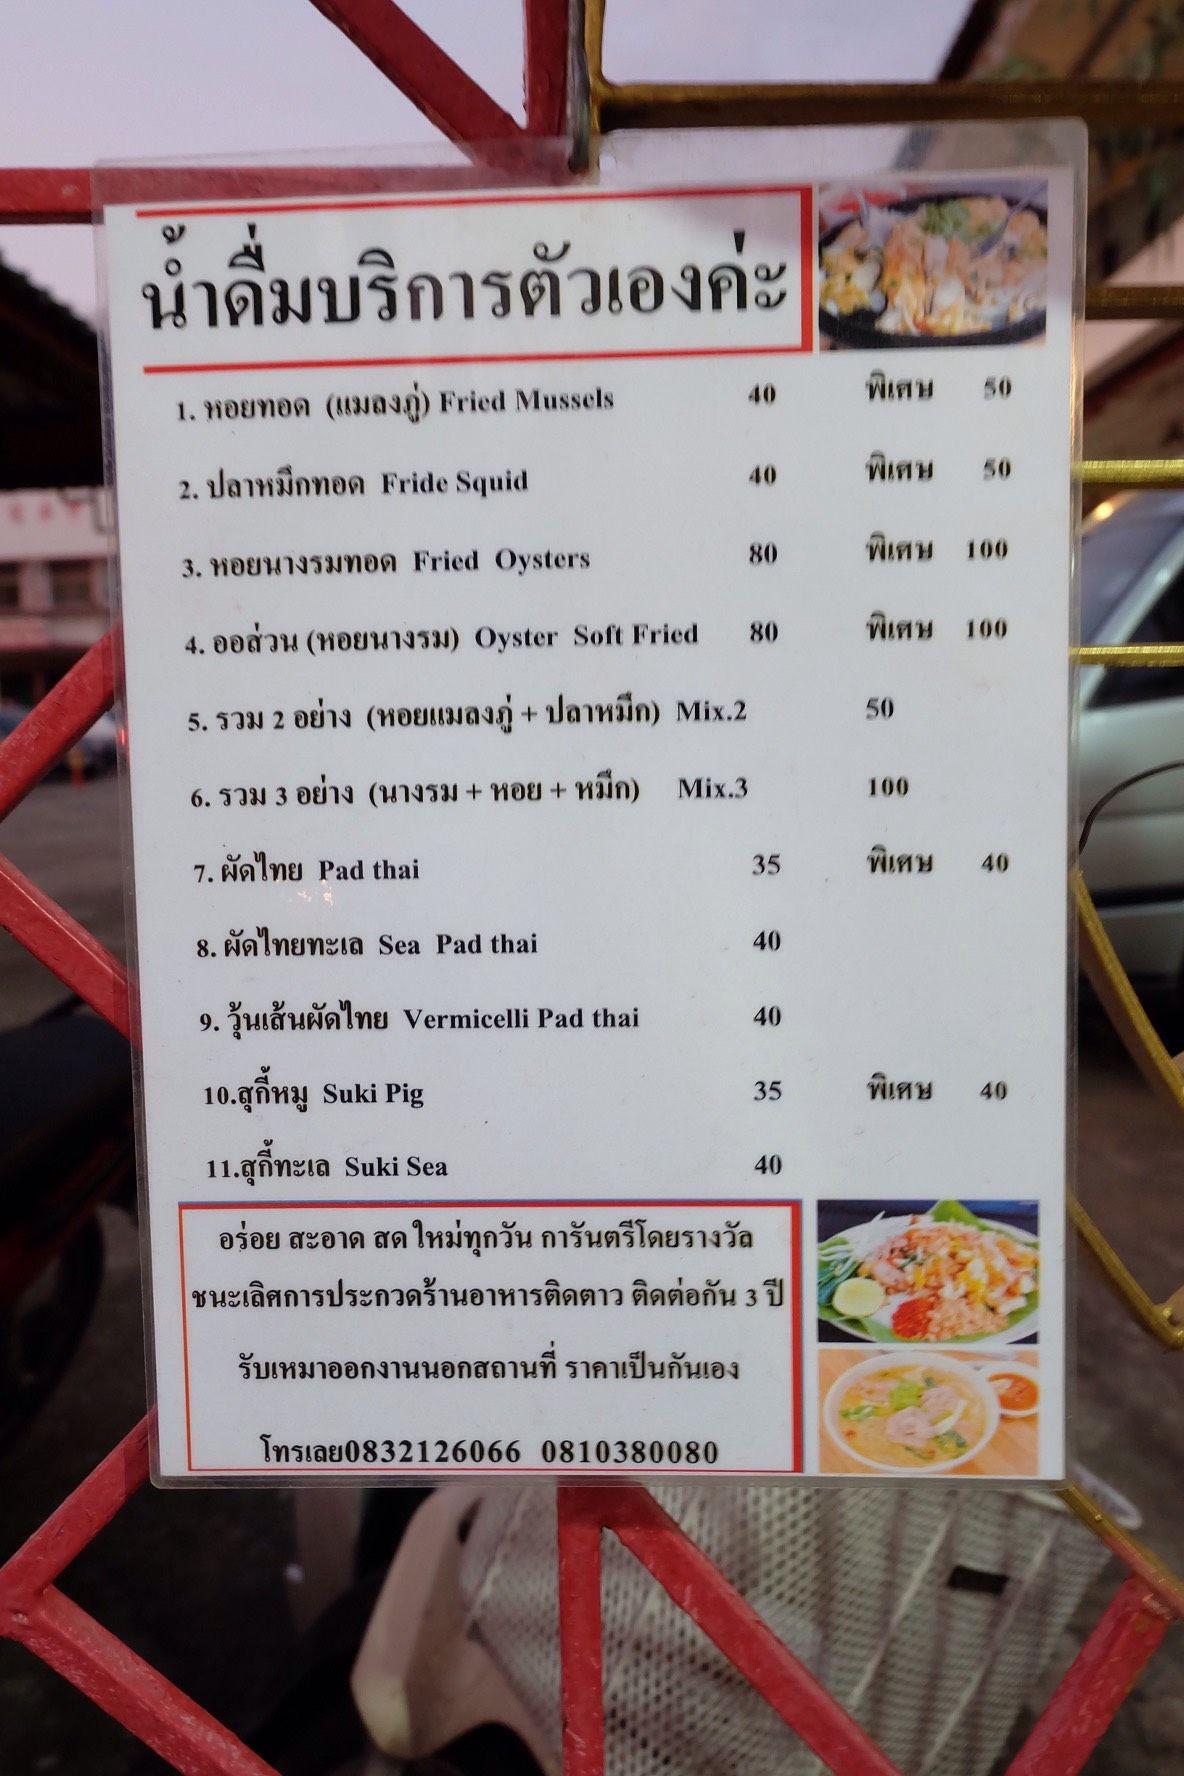 น้ำดื่มบริการตัวเองค่ะ
1. หอยทอด (แมลงภู่) Fried Mussels 40 พิเศษ 50
2. ปลาหมึกทอด Fride Squid 40 พิเศษ 50
3. หอยนางรมทอด Fried Oysters 80 พิเศษ 100
4. ออส่วน (หอยนางรม) Oyster Soft Fried 80 พิเศษ 100
5. รวม 2 อย่าง (หอยแมลงภู่ + ปลาหมึก) Mix.2 50
6. รวม 3 อย่าง (นางรม + หอย + หมึก) Mix.3 100
7. ผัดไทย Pad thai 35 พิเศษ 40
8. ผัดไทยทะเล Sea Pad thai 40
9. วุ้นเส้นผัดไทย Vermicelli Pad thai 40
10.สุกี้หมู Suki Pig 35 พิเศษ 40
11.สุกี้ทะเล Suki Sea 40
อร่อย สะอาด สด ใหม่ทุกวัน การันตรีโดยรางวัล
ชนะเลิศการประกวดร้านอาหารติดดาว ติดต่อกัน 3 ปี
รับเหมาออกงานนอกสถานที่ ราคาเป็นกันเอง
โทรเลย0832126066 0810380080